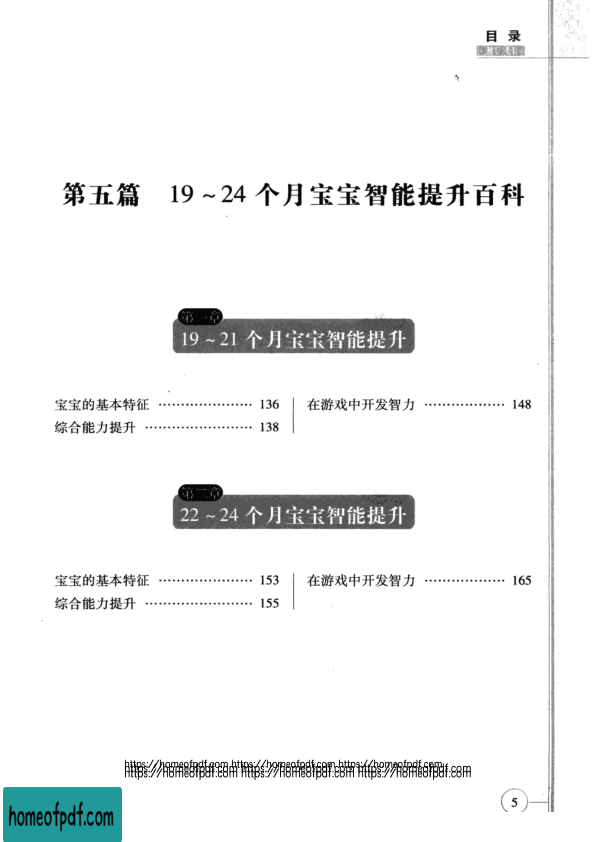 目 录
MULU
第五篇 19～24 个月宝宝智能提升百科
第一章
19～21 个月宝宝智能提升
宝宝的基本特征 ………………… 136
综合能力提升 …………………… 138
在游戏中开发智力 ……………… 148
第二章
22～24 个月宝宝智能提升
宝宝的基本特征 ………………… 153
综合能力提升 …………………… 155
在游戏中开发智力 ……………… 165
https://homeofpdf.com https://homeofpdf.com https://homeofpdf.com
https://homeofpdf.com https://homeofpdf.com https://homeofpdf.com
5
homeofpdf.com